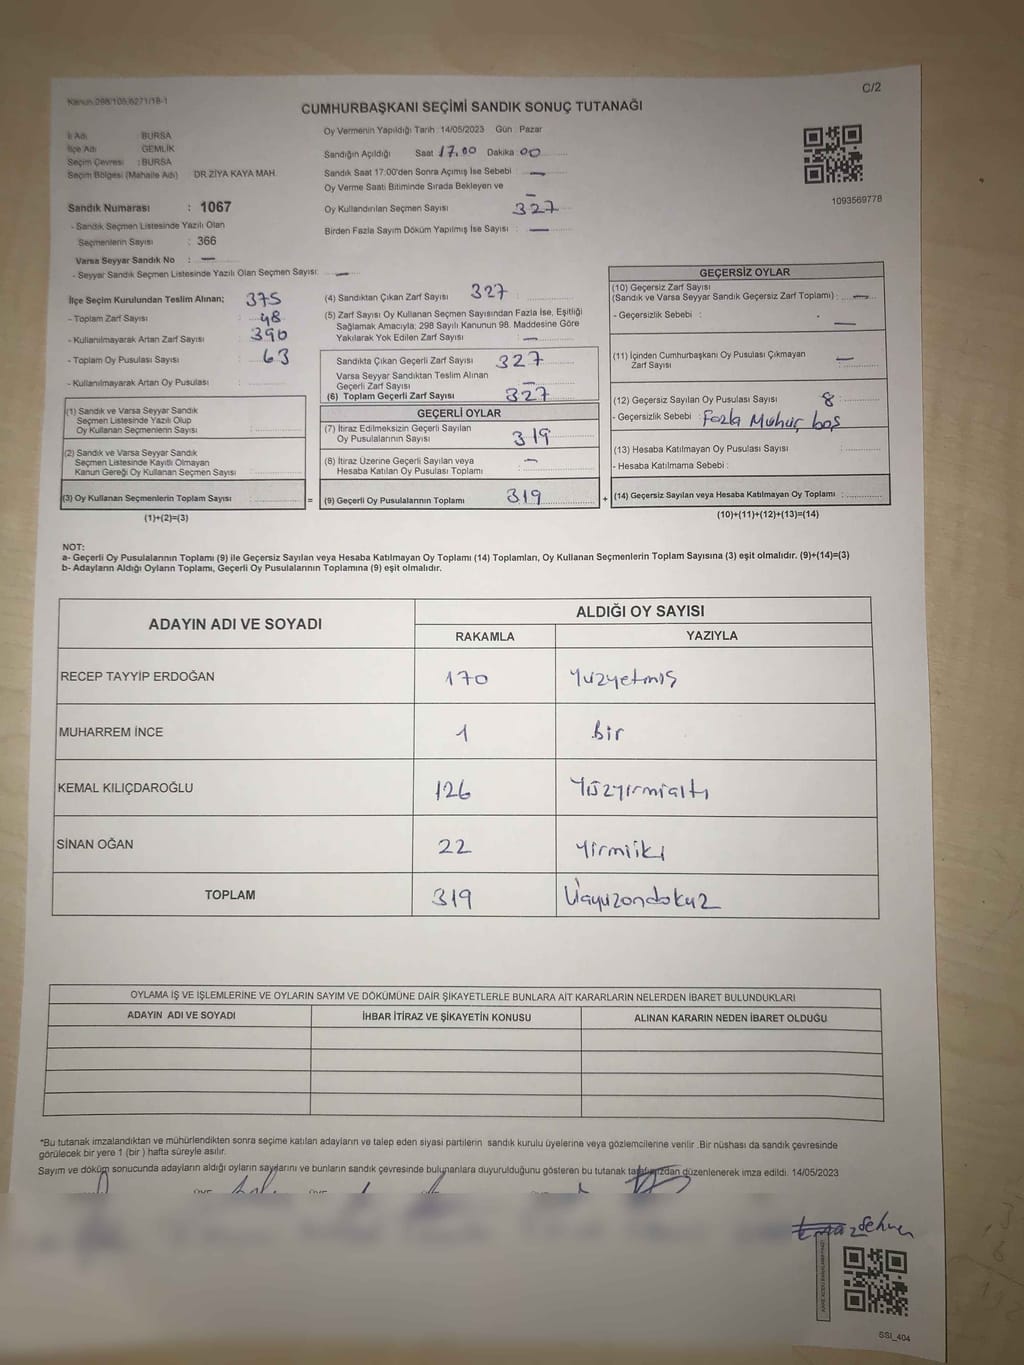 Kanun 298/105,6271/18-1
C/2
CUMHURBAŞKANI SEÇİMİ SANDIK SONUÇ TUTANAĞI
İl Adı : BURSA
İlçe Adı GEMLİK
Seçim Çevresi : BURSA
Seçim Bölgesi (Mahalle Adı) DR.ZİYA KAYA MAH.
Sandık Numarası : 1067
- Sandık Seçmen Listesinde Yazılı Olan
Seçmenlerin Sayısı : 366
Varsa Seyyar Sandık No : —
- Seyyar Sandık Seçmen Listesinde Yazılı Olan Seçmen Sayısı: —
Oy Vermenin Yapıldığı Tarih :14/05/2023 Gün : Pazar
Sandığın Açıldığı Saat 17.00 Dakika 00
Sandık Saat 17:00'den Sonra Açımış İse Sebebi —
Oy Verme Saati Bitiminde Sırada Bekleyen ve —
Oy Kullandırılan Seçmen Sayısı 327
Birden Fazla Sayım Döküm Yapılmış İse Sayısı : —
1093569778
İlçe Seçim Kurulundan Teslim Alınan; 375
- Toplam Zarf Sayısı : 48
- Kullanılmayarak Artan Zarf Sayısı : 390
- Toplam Oy Pusulası Sayısı : 63
- Kullanılmayarak Artan Oy Pusulası :
(1) Sandık ve Varsa Seyyar Sandık
Seçmen Listesinde Yazılı Olup
Oy Kullanan Seçmenlerin Sayısı :
(2) Sandık ve Varsa Seyyar Sandık
Seçmen Listesinde Kayıtlı Olmayan
Kanun Gereği Oy Kullanan Seçmen Sayısı :
(3) Oy Kullanan Seçmenlerin Toplam Sayısı :
(1)+(2)=(3)
(4) Sandıktan Çıkan Zarf Sayısı 327
(5) Zarf Sayısı Oy Kullanan Seçmen Sayısından Fazla İse, Eşitliği
Sağlamak Amacıyla; 298 Sayılı Kanunun 98. Maddesine Göre
Yakılarak Yok Edilen Zarf Sayısı : —
Sandıkta Çıkan Geçerli Zarf Sayısı 327
Varsa Seyyar Sandıktan Teslim Alınan
Geçerli Zarf Sayısı —
(6) Toplam Geçerli Zarf Sayısı 327
=
GEÇERLİ OYLAR
(7) İtiraz Edilmeksizin Geçerli Sayılan
Oy Pusulalarının Sayısı 319
(8) İtiraz Üzerine Geçerli Sayılan veya —
Hesaba Katılan Oy Pusulası Toplamı :
(9) Geçerli Oy Pusulalarının Toplamı 319
+
GEÇERSİZ OYLAR
(10) Geçersiz Zarf Sayısı
(Sandık ve Varsa Seyyar Sandık Geçersiz Zarf Toplamı) : —
- Geçersizlik Sebebi : —
(11) İçinden Cumhurbaşkanı Oy Pusulası Çıkmayan —
Zarf Sayısı :
(12) Geçersiz Sayılan Oy Pusulası Sayısı 8
- Geçersizlik Sebebi : Fazla Mühür, boş
(13) Hesaba Katılmayan Oy Pusulası Sayısı :
- Hesaba Katılmama Sebebi :
(14) Geçersiz Sayılan veya Hesaba Katılmayan Oy Toplamı :
(10)+(11)+(12)+(13)=(14)
NOT:
a- Geçerli Oy Pusulalarının Toplamı (9) ile Geçersiz Sayılan veya Hesaba Katılmayan Oy Toplamı (14) Toplamları, Oy Kullanan Seçmenlerin Toplam Sayısına (3) eşit olmalıdır. (9)+(14)=(3)
b- Adayların Aldığı Oyların Toplamı, Geçerli Oy Pusulalarının Toplamına (9) eşit olmalıdır.
ADAYIN ADI VE SOYADI ALDIĞI OY SAYISI
RAKAMLA YAZIYLA
RECEP TAYYİP ERDOĞAN 170 Yüzyetmiş
MUHARREM İNCE 1 bir
KEMAL KILIÇDAROĞLU 126 Yüzyirmialtı
SİNAN OĞAN 22 Yirmiiki
TOPLAM 319 Üçyüzondokuz
OYLAMA İŞ VE İŞLEMLERİNE VE OYLARIN SAYIM VE DÖKÜMÜNE DAİR ŞİKAYETLERLE BUNLARA AİT KARARLARIN NELERDEN İBARET BULUNDUKLARI
ADAYIN ADI VE SOYADI İHBAR İTİRAZ VE ŞİKAYETİN KONUSU ALINAN KARARIN NEDEN İBARET OLDUĞU
*Bu tutanak imzalandıktan ve mühürlendikten sonra seçime katılan adayların ve talep eden siyasi partilerin sandık kurulu üyelerine veya gözlemcilerine verilir .Bir nüshası da sandık çevresinde
görülecek bir yere 1 (bir ) hafta süreyle asılır.
Sayım ve döküm sonucunda adayların aldığı oyların sayılarını ve bunların sandık çevresinde bulunanlara duyurulduğunu gösteren bu tutanak tarafımızdan düzenlenerek imza edildi. 14/05/2023
SSI_404